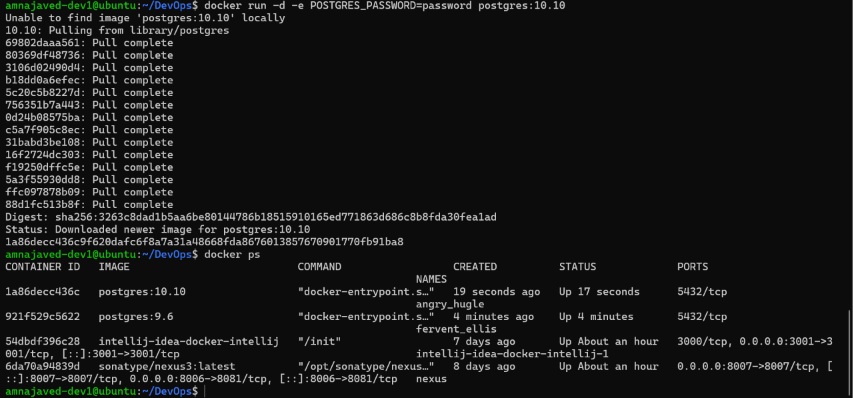 amnajaved-dev1@ubuntu:~/DevOps$ docker run -d -e POSTGRES_PASSWORD=password postgres:10.10
Unable to find image 'postgres:10.10' locally
10.10: Pulling from library/postgres
69802daaa561: Pull complete
80369df48736: Pull complete
3106d02490d4: Pull complete
b18dd0a6efec: Pull complete
5c20c5b8227d: Pull complete
756351b7a443: Pull complete
0d24b08575ba: Pull complete
c5a7f905c8ec: Pull complete
31babd3be108: Pull complete
16f2724dc303: Pull complete
f19250dffc5e: Pull complete
5a3f55930dd8: Pull complete
ffc097878b09: Pull complete
88d1fc513b8f: Pull complete
Digest: sha256:3263c8dad1b5aa6be80144786b18515910165ed771863d686c8b8fda30fea1ad
Status: Downloaded newer image for postgres:10.10
1a86decc436c9f620dafc6f8a7a31a48668fda8676013857670901770fb91ba8
amnajaved-dev1@ubuntu:~/DevOps$ docker ps
CONTAINER ID   IMAGE                           COMMAND                  CREATED          STATUS              PORTS
NAMES
1a86decc436c   postgres:10.10                  "docker-entrypoint.s…"   19 seconds ago   Up 17 seconds       5432/tcp
angry_hugle
921f529c5622   postgres:9.6                    "docker-entrypoint.s…"   4 minutes ago    Up 4 minutes        5432/tcp
fervent_ellis
54dbdf396c28   intellij-idea-docker-intellij   "/init"                  7 days ago       Up About an hour    3000/tcp, 0.0.0.0:3001->3
001/tcp, [::]:3001->3001/tcp                               intellij-idea-docker-intellij-1
6da70a94839d   sonatype/nexus3:latest          "/opt/sonatype/nexus…"   8 days ago       Up About an hour    0.0.0.0:8007->8007/tcp, [
::]:8007->8007/tcp, 0.0.0.0:8006->8081/tcp, [::]:8006->8081/tcp   nexus
amnajaved-dev1@ubuntu:~/DevOps$